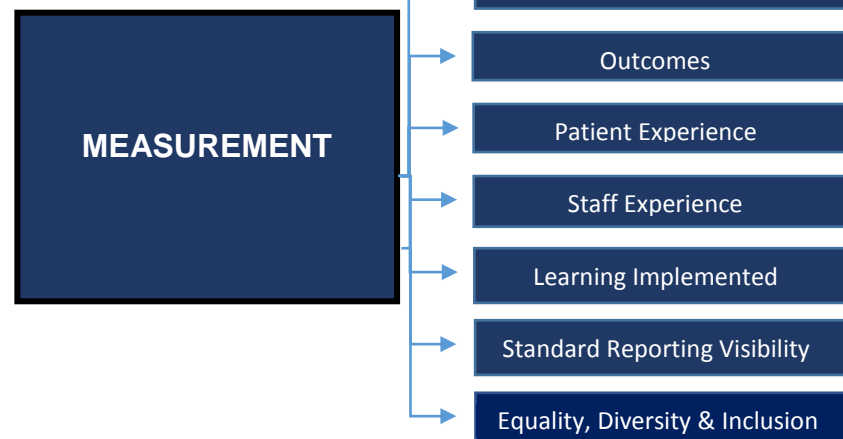 MEASUREMENT
Outcomes
Patient Experience
Staff Experience
Learning Implemented
Standard Reporting Visibility
Equality, Diversity & Inclusion